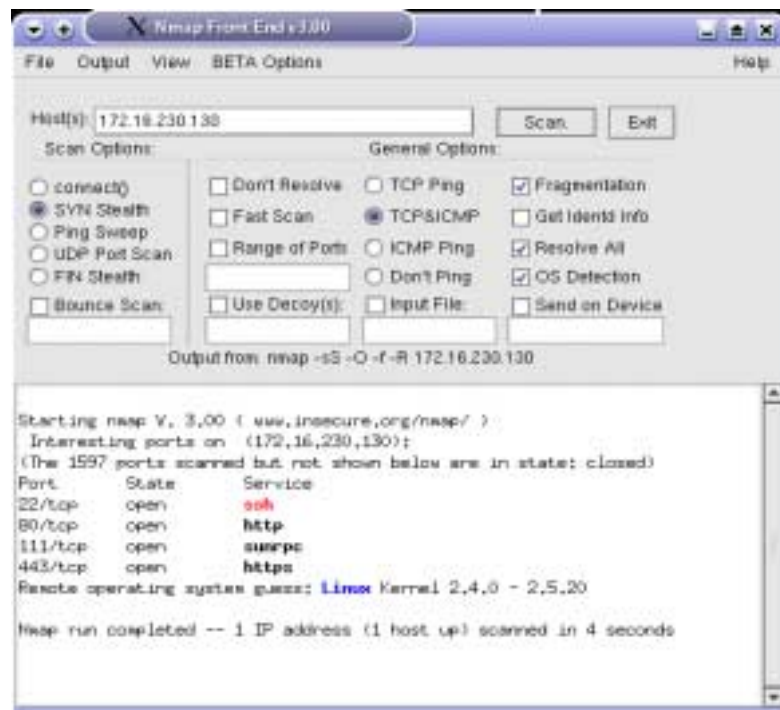 Nmap Front End v3.00
File Output View BETA Options Help
Host(s): 172.16.230.130 Scan. Exit
Scan Options: General Options:
connect() Don't Resolve TCP Ping Fragmentation
SYN Stealth Fast Scan TCP&ICMP Get Identd Info
Ping Sweep Range of Ports ICMP Ping Resolve All
UDP Port Scan
FIN Stealth Don't Ping OS Detection
Bounce Scan: Use Decoy(s): Input File: Send on Device
Output from: nmap -sS -O -f -R 172.16.230.130
Starting nmap V. 3.00 ( www.insecure.org/nmap/ )
Interesting ports on (172.16.230.130):
(The 1597 ports scanned but not shown below are in state: closed)
Port State Service
22/tcp open ssh
80/tcp open http
111/tcp open sunrpc
443/tcp open https
Remote operating system guess: Linux Kernel 2.4.0 - 2.5.20
Nmap run completed -- 1 IP address (1 host up) scanned in 4 seconds